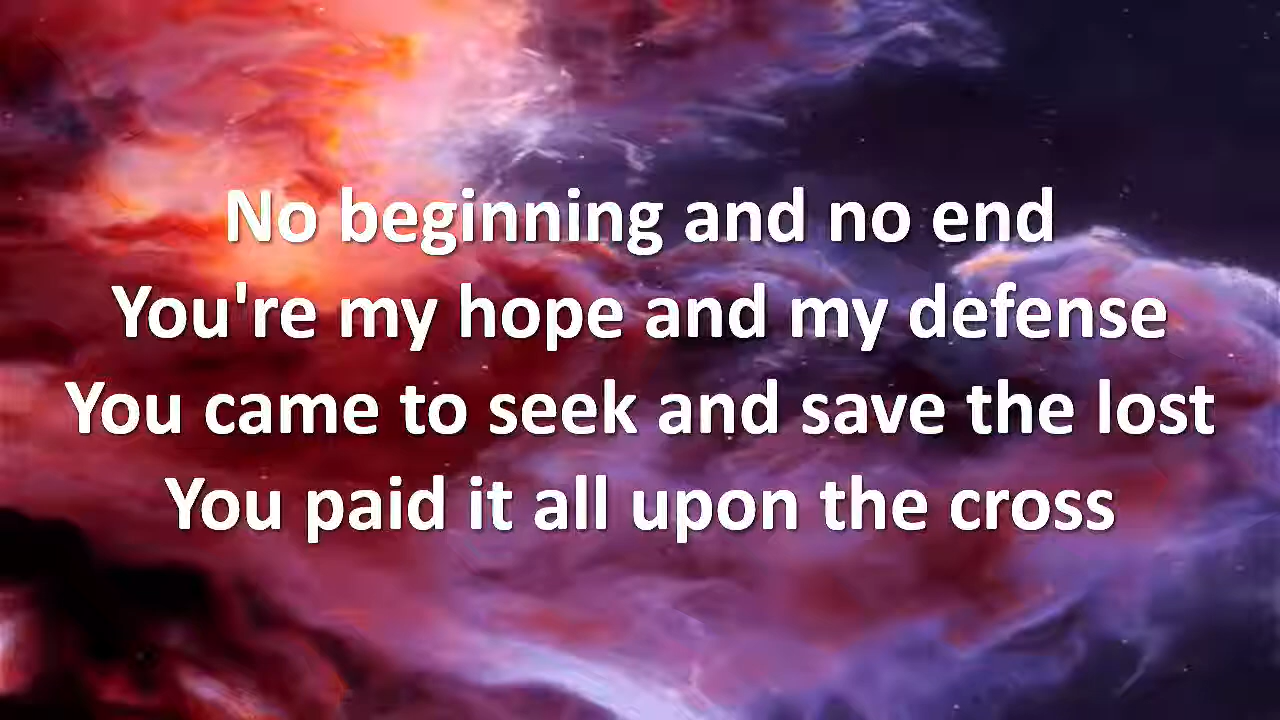 No beginning and no end
You're my hope and my defense
You came to seek and save the lost
You paid it all upon the cross